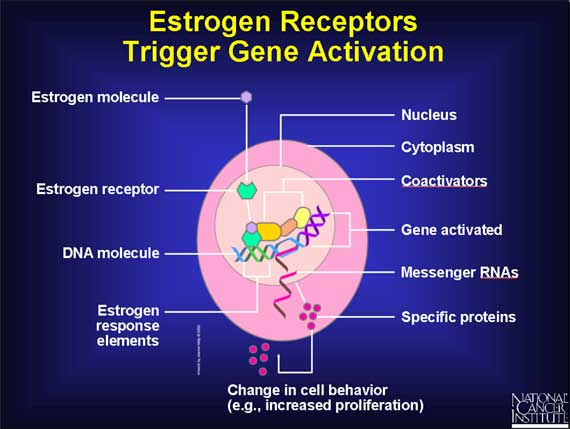 Estrogen Receptors
Trigger Gene Activation
Estrogen molecule
Nucleus
Cytoplasm
Coactivators
Estrogen receptor
Gene activated
DNA molecule
Messenger RNAs
Estrogen
response
elements
Specific proteins
Change in cell behavior
(e.g., increased proliferation)
NATIONAL
CANCER
INSTITUTE